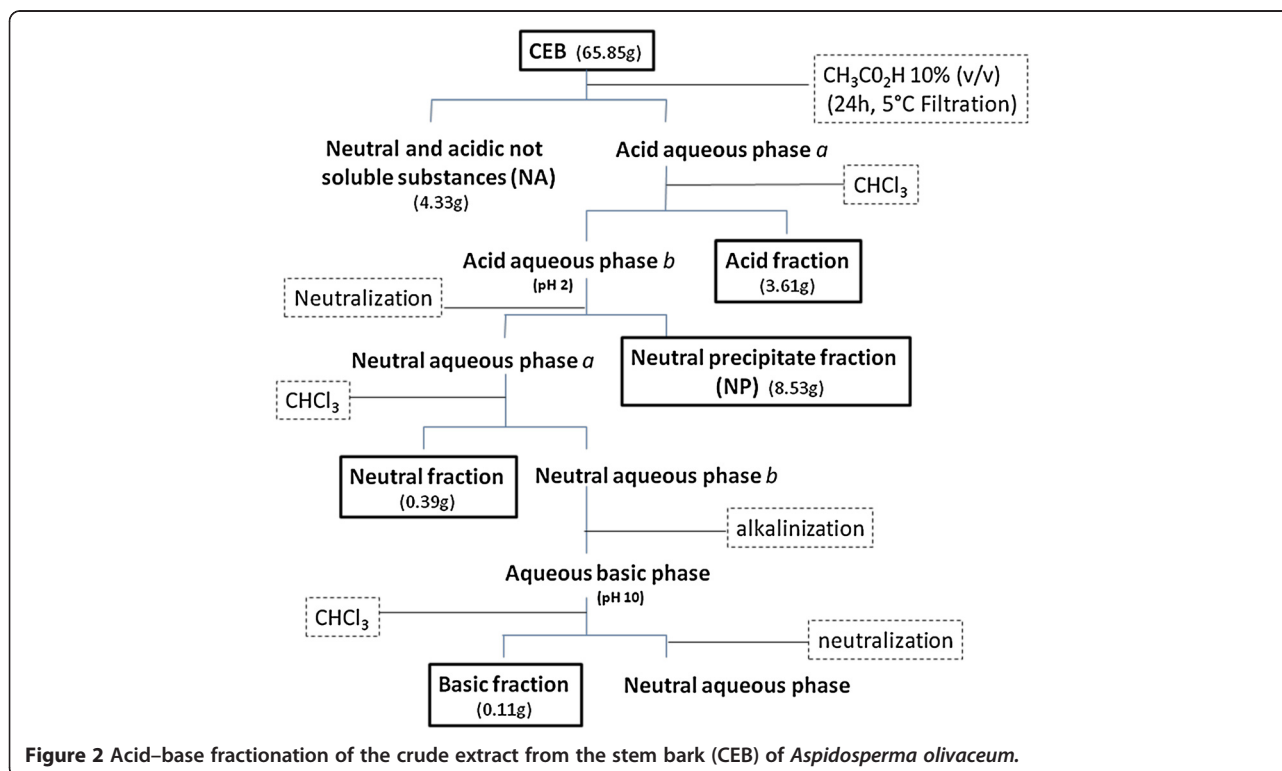 CEB (65.85g)
CH₃C0₂H 10% (v/v)
(24h, 5°C Filtration)
Neutral and acidic not
soluble substances (NA)
(4.33g)
Acid aqueous phase a
CHCl₃
Acid aqueous phase b
(pH 2)
Acid fraction
(3.61g)
Neutralization
Neutral aqueous phase a
Neutral precipitate fraction
(NP) (8.53g)
CHCl₃
Neutral fraction
(0.39g)
Neutral aqueous phase b
alkalinization
Aqueous basic phase
(pH 10)
CHCl₃
neutralization
Basic fraction
(0.11g)
Neutral aqueous phase
Figure 2 Acid–base fractionation of the crude extract from the stem bark (CEB) of Aspidosperma olivaceum.